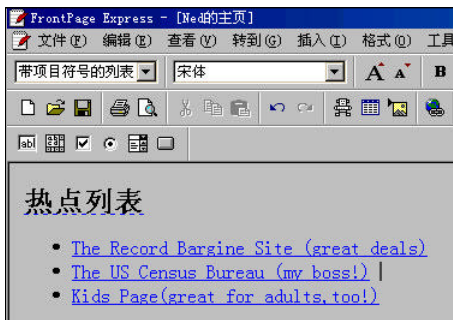 FrontPage Express - [Ned的主页]
文件(F) 编辑(E) 查看(V) 转到(G) 插入(I) 格式(O) 工具
带项目符号的列表 宋体 A A B
abl
热点列表
The Record Bargine Site (great deals)
The US Census Bureau (my boss!)
Kids Page(great for adults,too!)